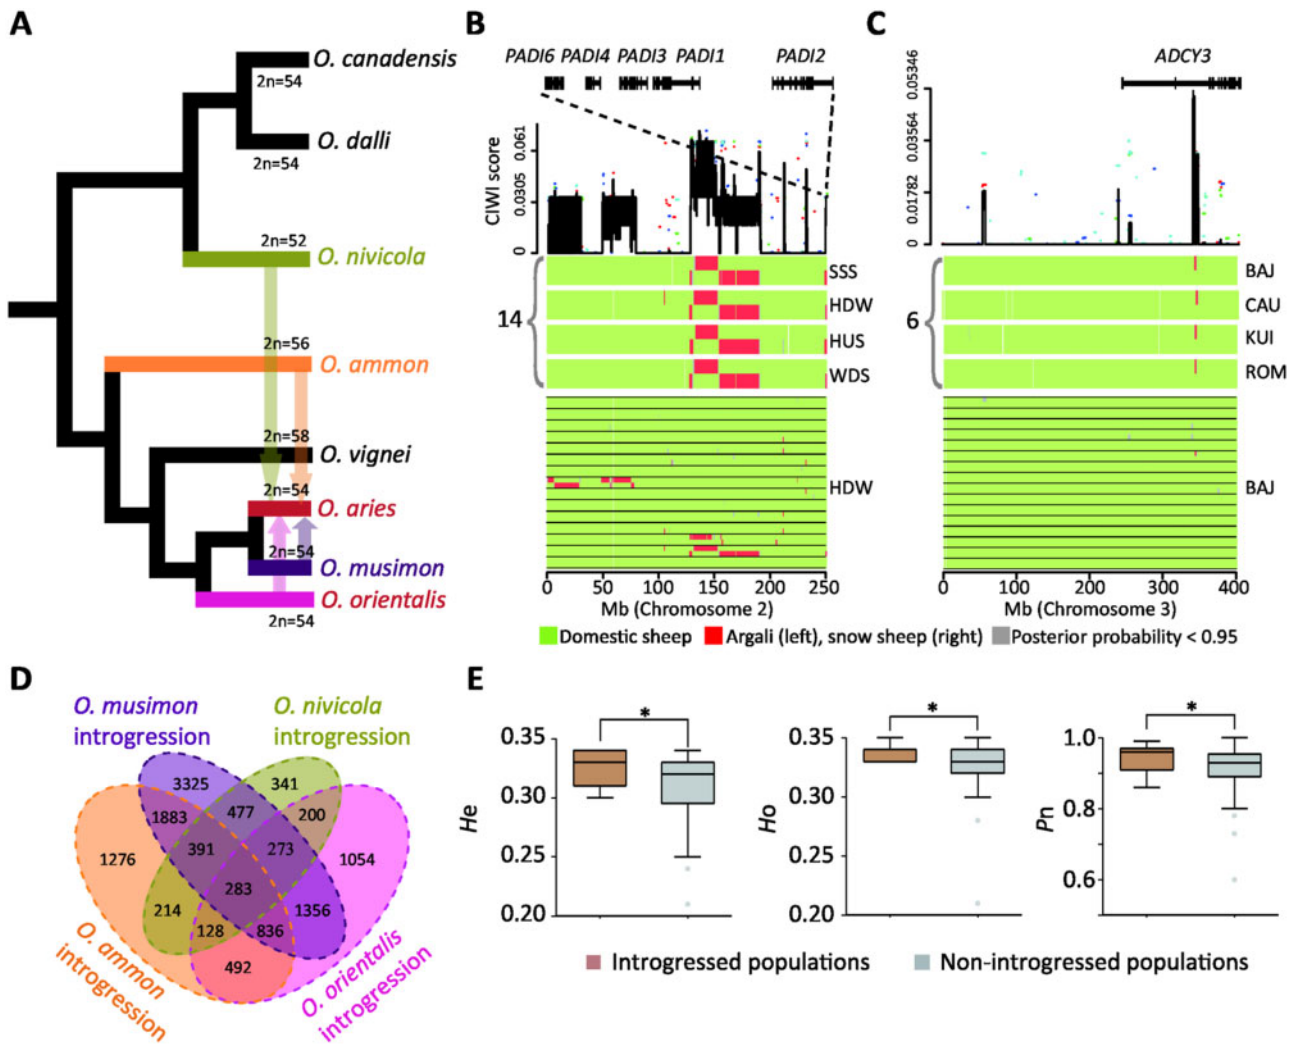 A
O. canadensis
2n=54
O. dalli
2n=54
2n=52
O. nivicola
2n=56
O. ammon
2n=58
O. vignei
2n=54
O. aries
2n=54
O. musimon
O. orientalis
2n=54
B
PADI6 PADI4 PADI3 PADI1 PADI2
CIWI score
0.061
0.0305
0
14
SSS
HDW
HUS
WDS
HDW
0 50 100 150 200 250
Mb (Chromosome 2)
C
ADCY3
0.05346
0.03564
0.01782
0
6
BAJ
CAU
KUI
ROM
BAJ
0 100 200 300 400
Mb (Chromosome 3)
Domestic sheep Argali (left), snow sheep (right) Posterior probability < 0.95
D
O. musimon
introgression
O. nivicola
introgression
3325 341
1883 477 200
1276 391 273 1054
283
214 1356
128 836
492
O. ammon
introgression
O. orientalis
introgression
E
He
0.35
0.30
0.25
0.20
*
Ho
0.35
0.30
0.25
0.20
*
Pn
1.0
0.8
0.6
*
Introgressed populations Non-introgressed populations